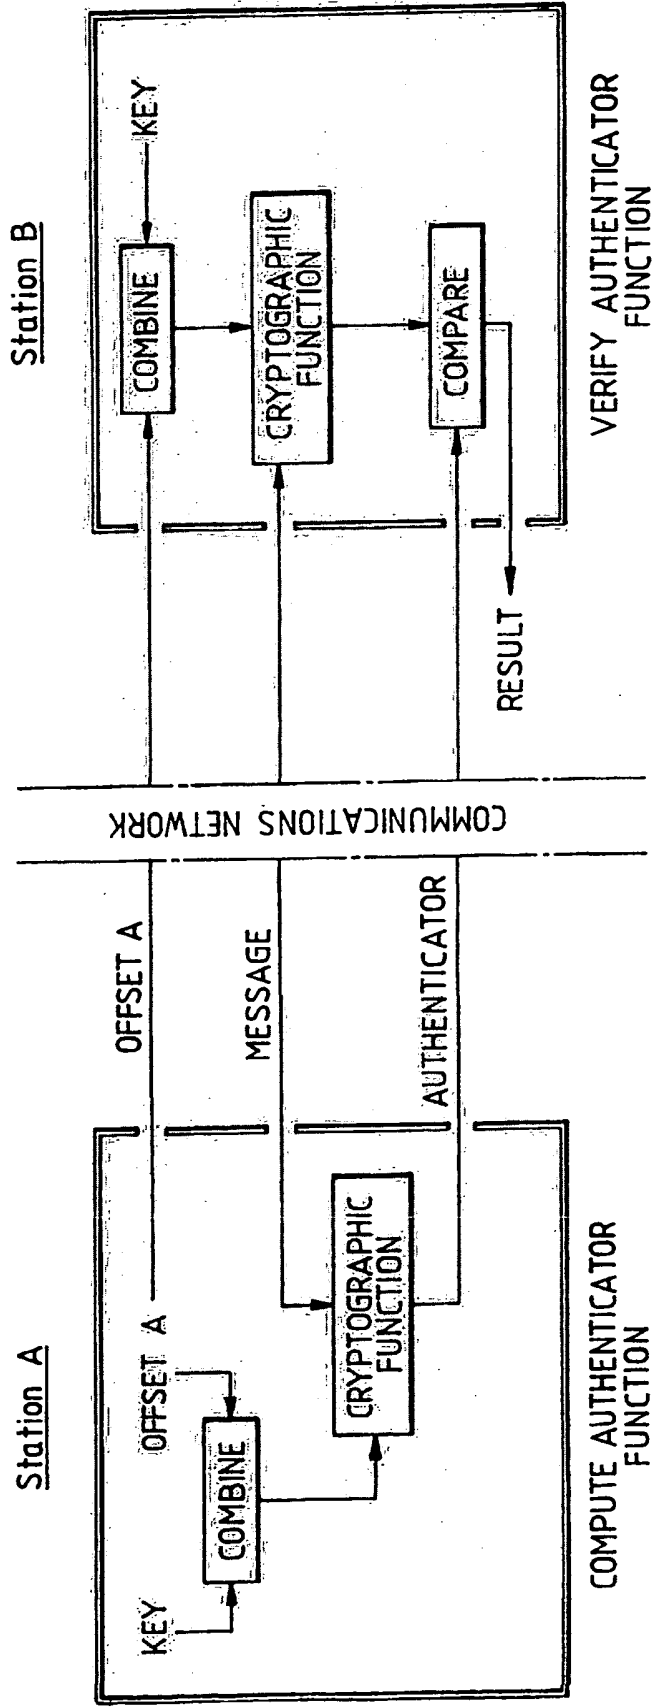 Station A
KEY
OFFSET A
COMBINE
CRYPTOGRAPHIC
FUNCTION
COMPUTE AUTHENTICATOR
FUNCTION
OFFSET A
MESSAGE
AUTHENTICATOR
COMMUNICATIONS NETWORK
Station B
KEY
COMBINE
CRYPTOGRAPHIC
FUNCTION
COMPARE
RESULT
VERIFY AUTHENTICATOR
FUNCTION